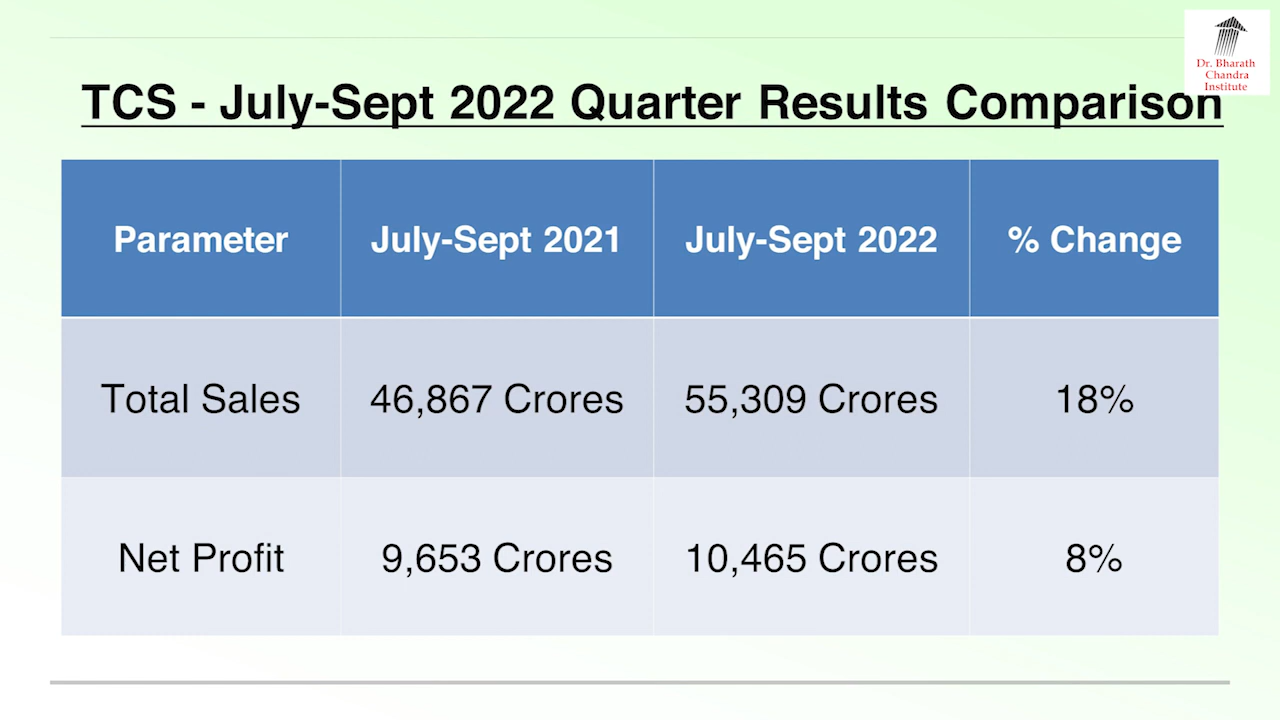 Dr. Bharath
Chandra
Institute
TCS - July-Sept 2022 Quarter Results Comparison
Parameter July-Sept 2021 July-Sept 2022 % Change
Total Sales 46,867 Crores 55,309 Crores 18%
Net Profit 9,653 Crores 10,465 Crores 8%